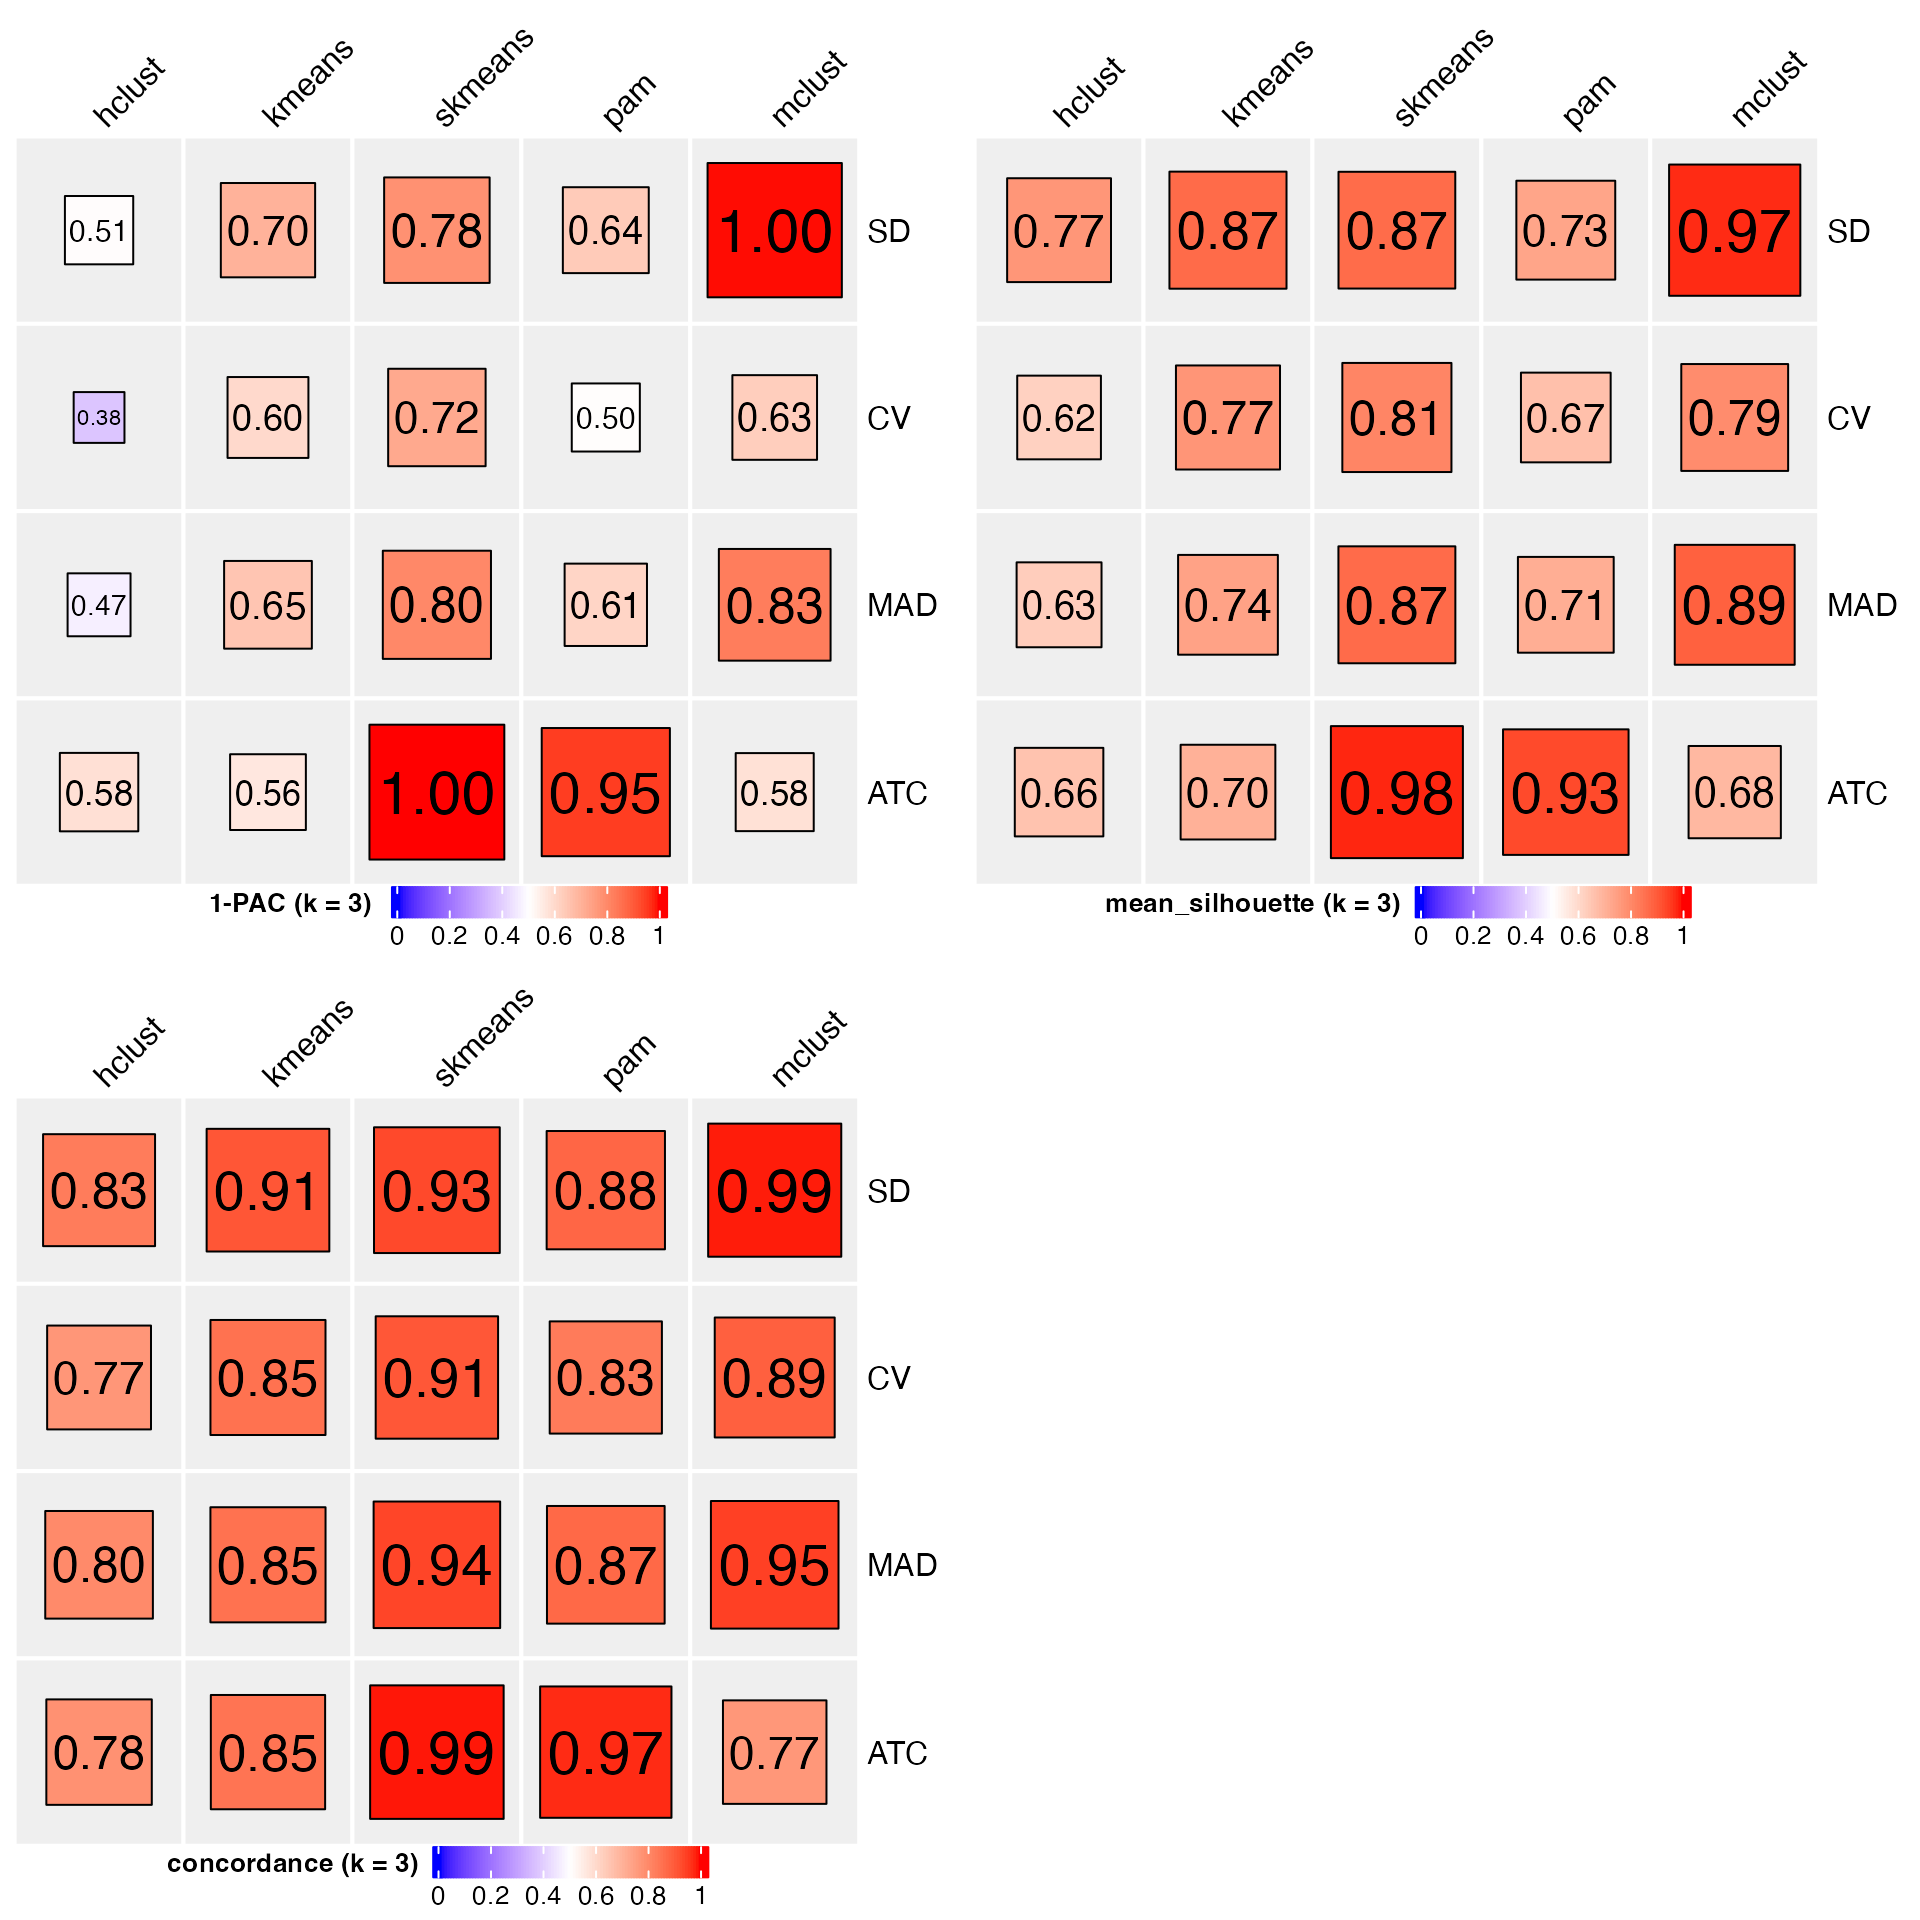 hclust kmeans skmeans pam mclust
0.51 0.70 0.78 0.64 1.00 SD
0.38 0.60 0.72 0.50 0.63 CV
0.47 0.65 0.80 0.61 0.83 MAD
0.58 0.56 1.00 0.95 0.58 ATC
1-PAC (k = 3)
0 0.2 0.4 0.6 0.8 1
hclust kmeans skmeans pam mclust
0.77 0.87 0.87 0.73 0.97 SD
0.62 0.77 0.81 0.67 0.79 CV
0.63 0.74 0.87 0.71 0.89 MAD
0.66 0.70 0.98 0.93 0.68 ATC
mean_silhouette (k = 3)
0 0.2 0.4 0.6 0.8 1
hclust kmeans skmeans pam mclust
0.83 0.91 0.93 0.88 0.99 SD
0.77 0.85 0.91 0.83 0.89 CV
0.80 0.85 0.94 0.87 0.95 MAD
0.78 0.85 0.99 0.97 0.77 ATC
concordance (k = 3)
0 0.2 0.4 0.6 0.8 1